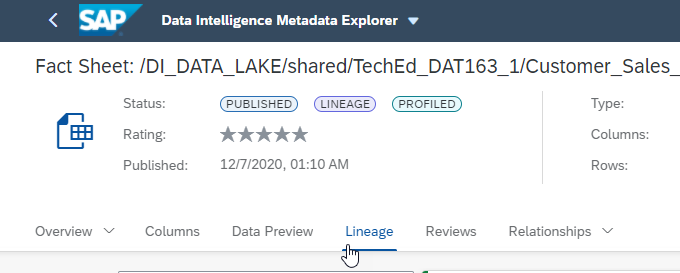 SAP Data Intelligence Metadata Explorer
Fact Sheet: /DI_DATA_LAKE/shared/TechEd_DAT163_1/Customer_Sales_
Status: PUBLISHED LINEAGE PROFILED Type:
Rating: Columns:
Published: 12/7/2020, 01:10 AM Rows:
Overview Columns Data Preview Lineage Reviews Relationships